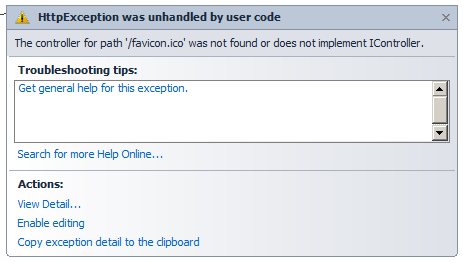 HttpException was unhandled by user code
The controller for path '/favicon.ico' was not found or does not implement IController.
Troubleshooting tips:
Get general help for this exception.
Search for more Help Online...
Actions:
View Detail...
Enable editing
Copy exception detail to the clipboard